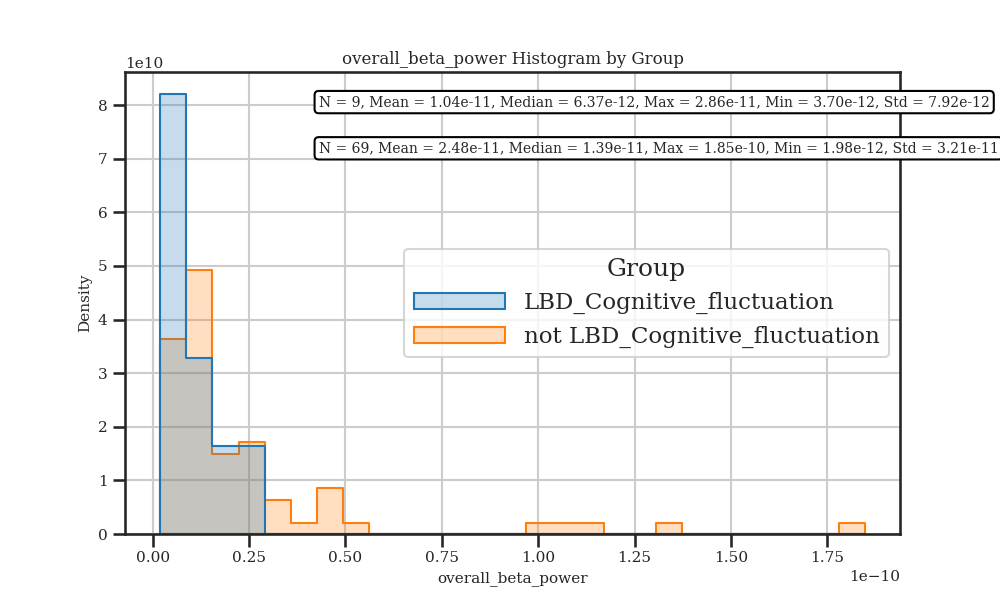 overall_beta_power Histogram by Group
1e10
N = 9, Mean = 1.04e-11, Median = 6.37e-12, Max = 2.86e-11, Min = 3.70e-12, Std = 7.92e-12
N = 69, Mean = 2.48e-11, Median = 1.39e-11, Max = 1.85e-10, Min = 1.98e-12, Std = 3.21e-11
8
7
6
5
4
3
2
1
0
Density
Group
LBD_Cognitive_fluctuation
not LBD_Cognitive_fluctuation
0.00 0.25 0.50 0.75 1.00 1.25 1.50 1.75
1e−10
overall_beta_power